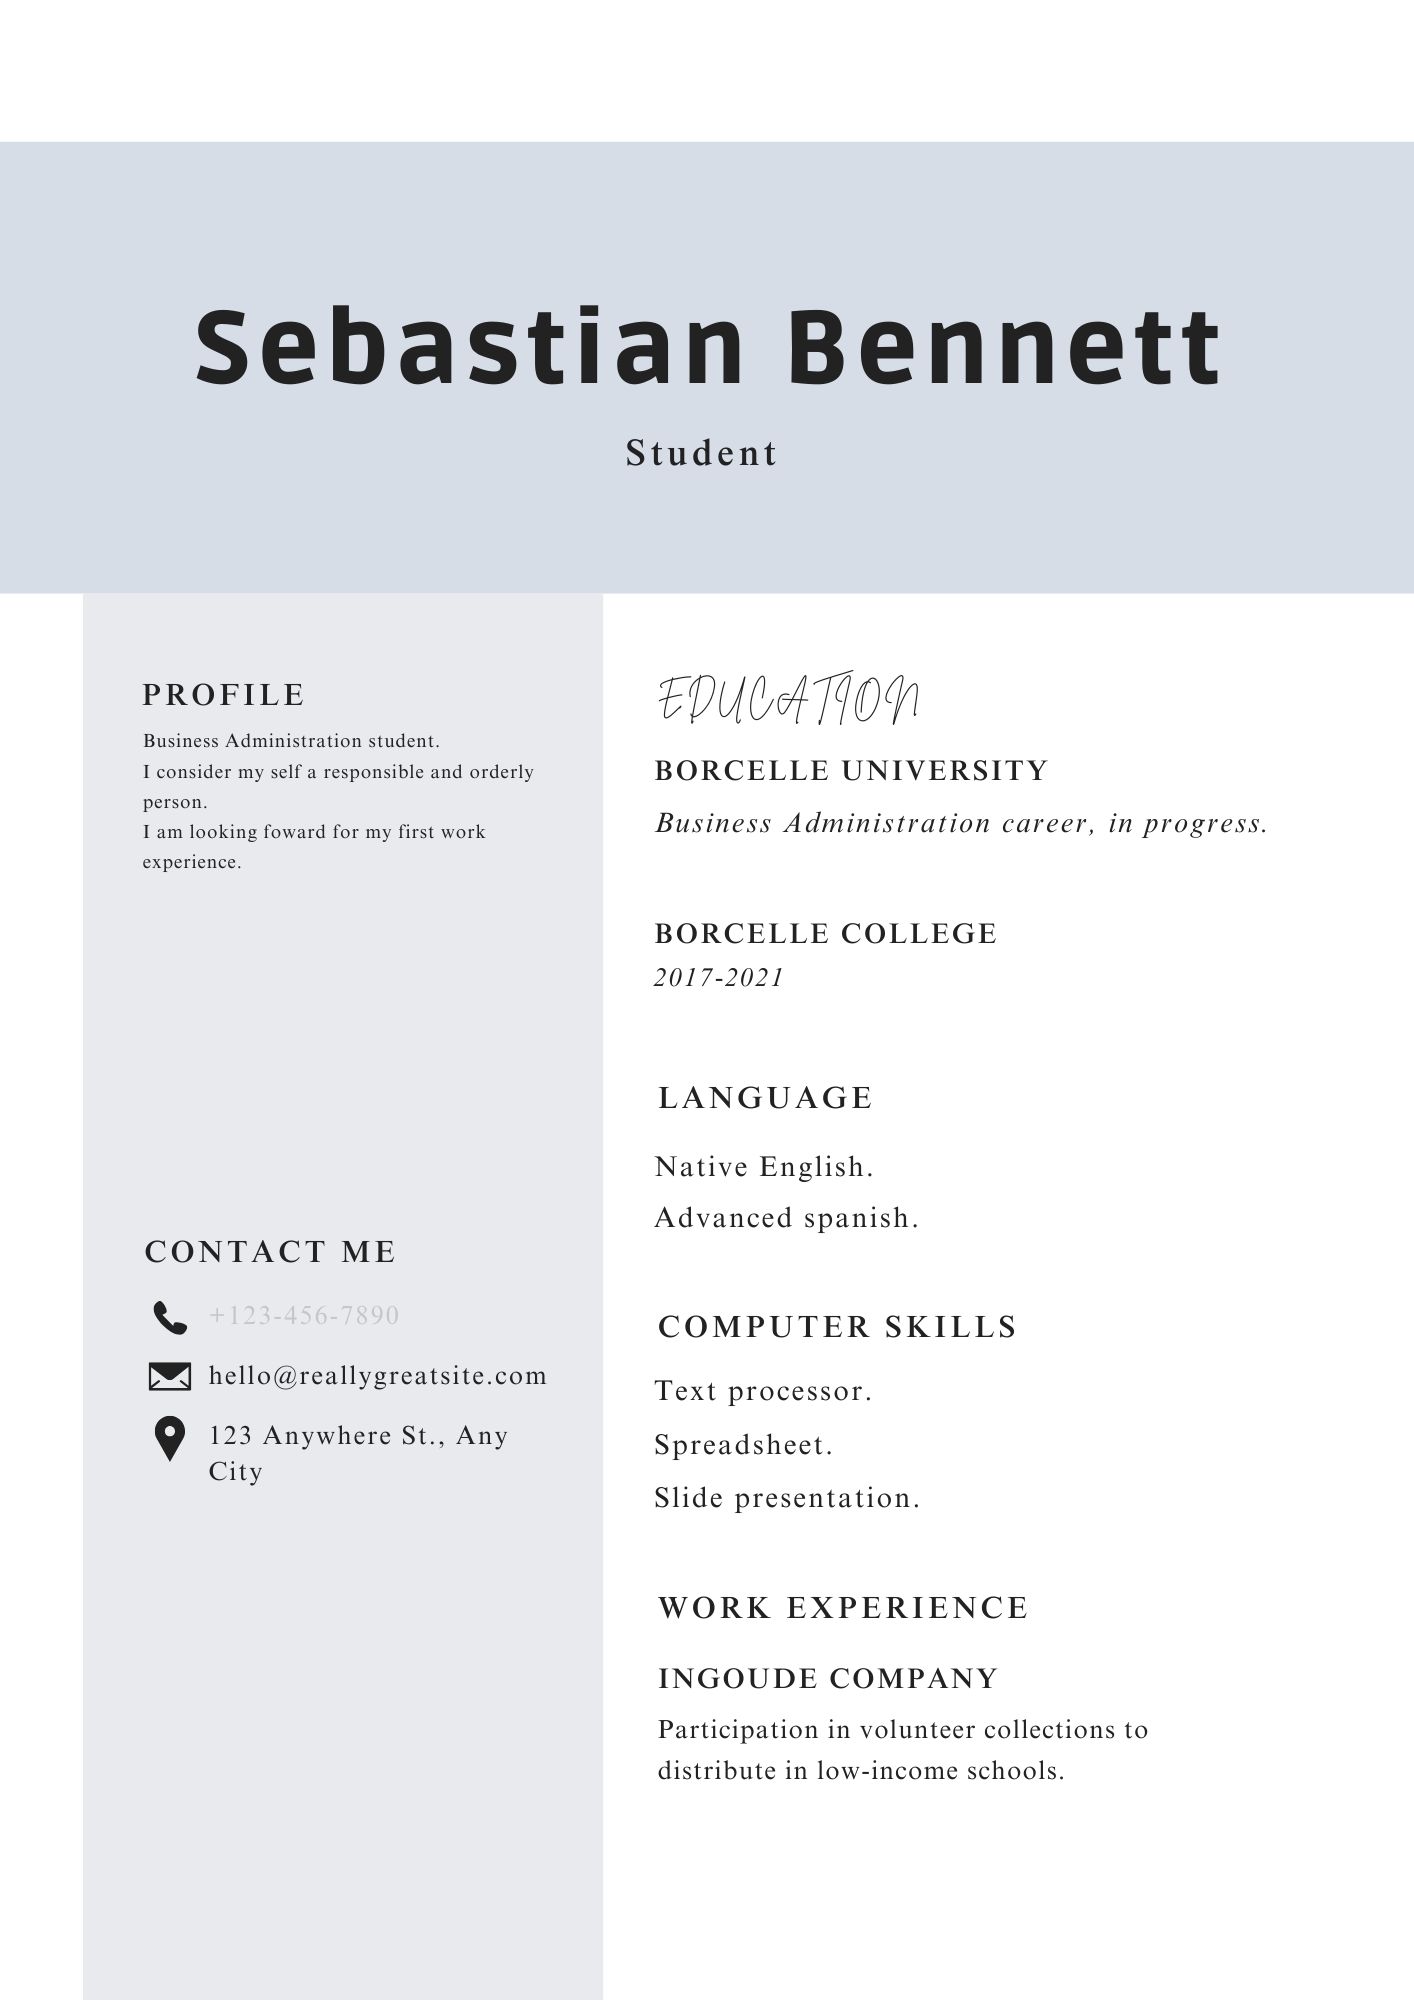 Sebastian Bennett
Student
PROFILE
Business Administration student.
I consider my self a responsible and orderly
person.
I am looking foward for my first work
experience.
CONTACT ME
+123-456-7890
hello@reallygreatsite.com
123 Anywhere St., Any
City
EDUCATION
BORCELLE UNIVERSITY
Business Administration career, in progress.
BORCELLE COLLEGE
2017-2021
LANGUAGE
Native English.
Advanced spanish.
COMPUTER SKILLS
Text processor.
Spreadsheet.
Slide presentation.
WORK EXPERIENCE
INGOUDE COMPANY
Participation in volunteer collections to
distribute in low-income schools.